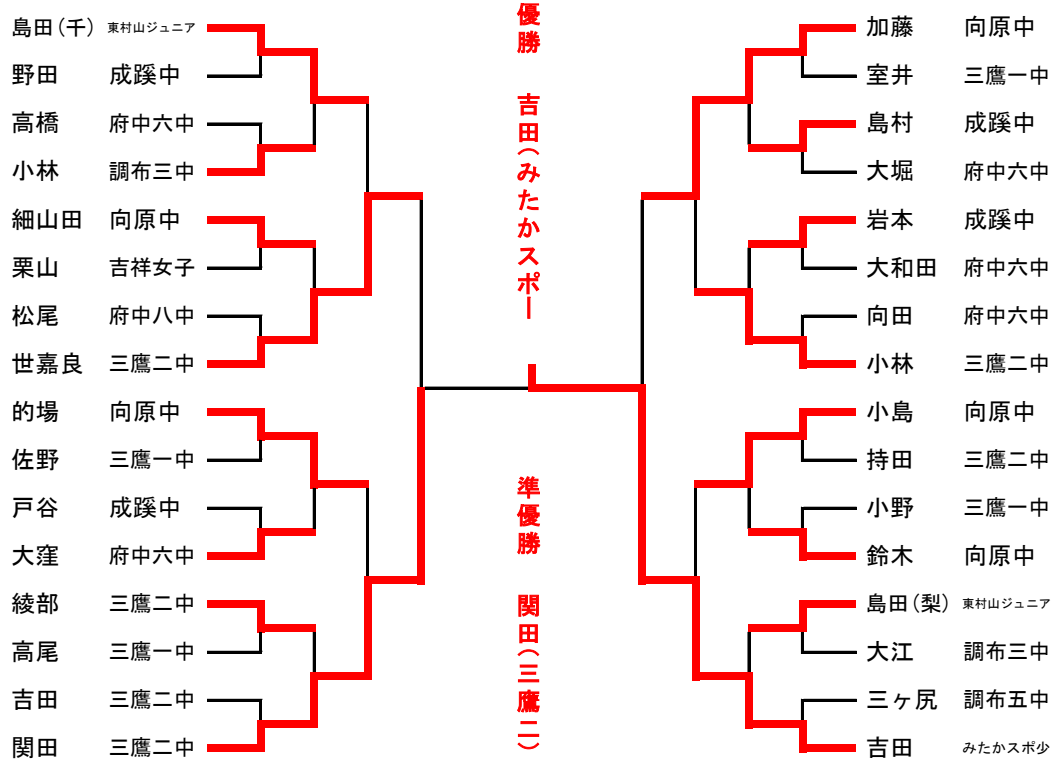 島田(千) 東村山ジュニア
野田 成蹊中
高橋 府中六中
小林 調布三中
細山田 向原中
栗山 吉祥女子
松尾 府中八中
世嘉良 三鷹二中
的場 向原中
佐野 三鷹一中
戸谷 成蹊中
大窪 府中六中
綾部 三鷹二中
高尾 三鷹一中
吉田 三鷹二中
関田 三鷹二中
優勝 吉田(みたかスポー
準優勝 関田(三鷹二)
加藤 向原中
室井 三鷹一中
島村 成蹊中
大堀 府中六中
岩本 成蹊中
大和田 府中六中
向田 府中六中
小林 三鷹二中
小島 向原中
持田 三鷹二中
小野 三鷹一中
鈴木 向原中
島田(梨) 東村山ジュニア
大江 調布三中
三ヶ尻 調布五中
吉田 みたかスポ少